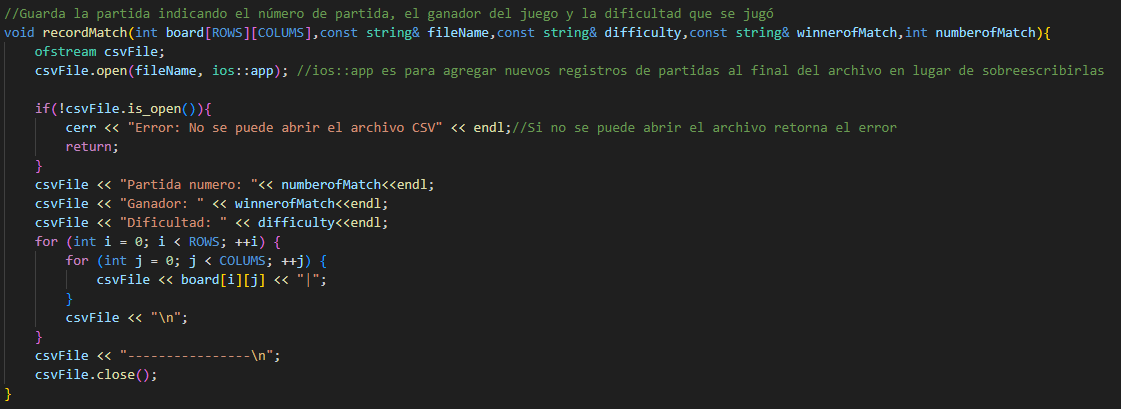 //Guarda la partida indicando el número de partida, el ganador del juego y la dificultad que se jugó
void recordMatch(int board[ROWS][COLUMS],const string& fileName,const string& difficulty,const string& winnerofMatch,int numberofMatch){
    ofstream csvFile;
    csvFile.open(fileName, ios::app); //ios::app es para agregar nuevos registros de partidas al final del archivo en lugar de sobreescribirlas

    if(!csvFile.is_open()){
        cerr << "Error: No se puede abrir el archivo CSV" << endl;//Si no se puede abrir el archivo retorna el error
        return;
    }
    csvFile << "Partida numero: "<< numberofMatch<<endl;
    csvFile << "Ganador: " << winnerofMatch<<endl;
    csvFile << "Dificultad: " << difficulty<<endl;
    for (int i = 0; i < ROWS; ++i) {
        for (int j = 0; j < COLUMS; ++j) {
            csvFile << board[i][j] << "|";
        }
        csvFile << "\n";
    }
    csvFile << "----------------\n";
    csvFile.close();
}